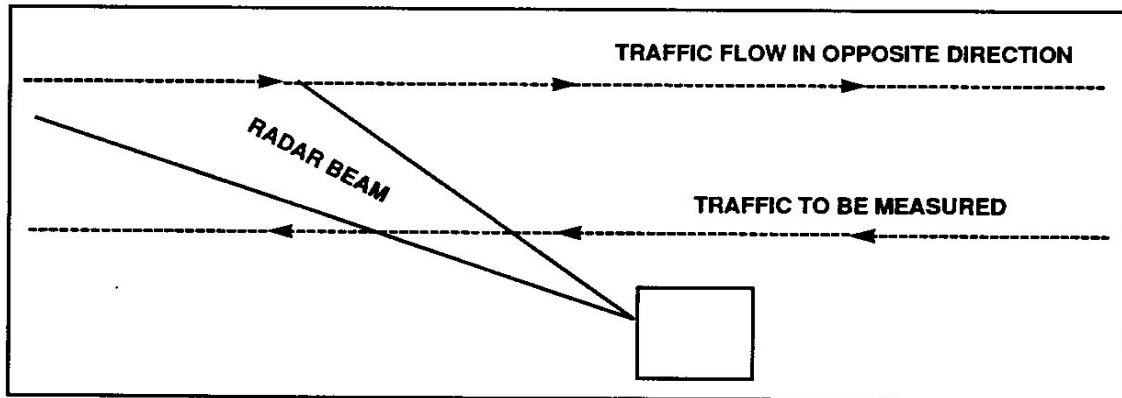 TRAFFIC FLOW IN OPPOSITE DIRECTION
RADAR BEAM
TRAFFIC TO BE MEASURED